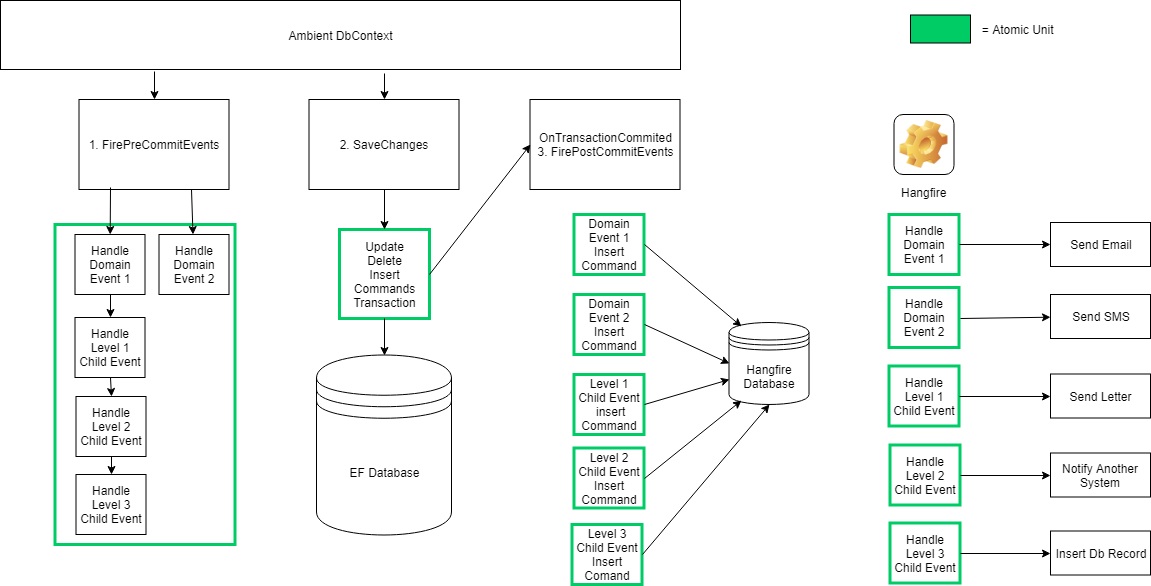 Ambient DbContext
= Atomic Unit
1. FirePreCommitEvents
2. SaveChanges
OnTransactionCommited
3. FirePostCommitEvents
Hangfire
Handle
Domain
Event 1
Handle
Domain
Event 2
Handle
Level 1
Child Event
Handle
Level 2
Child Event
Handle
Level 3
Child Event
Update
Delete
Insert
Commands
Transaction
EF Database
Domain
Event 1
Insert
Command
Domain
Event 2
Insert
Command
Level 1
Child Event
insert
Command
Level 2
Child Event
Insert
Command
Level 3
Child Event
Insert
Comand
Hangfire
Database
Handle
Domain
Event 1
Send Email
Handle
Domain
Event 2
Send SMS
Handle
Level 1
Child Event
Send Letter
Handle
Level 2
Child Event
Notify Another
System
Handle
Level 3
Child Event
Insert Db Record